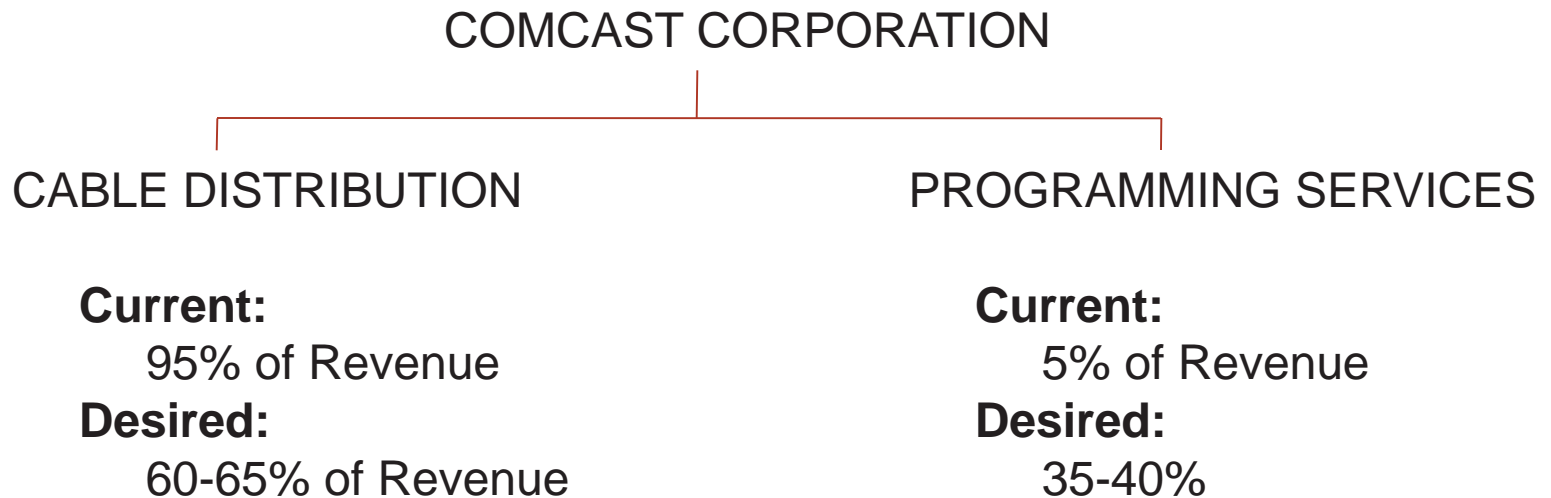 COMCAST CORPORATION
CABLE DISTRIBUTION
Current:
95% of Revenue
Desired:
60-65% of Revenue
PROGRAMMING SERVICES
Current:
5% of Revenue
Desired:
35-40%